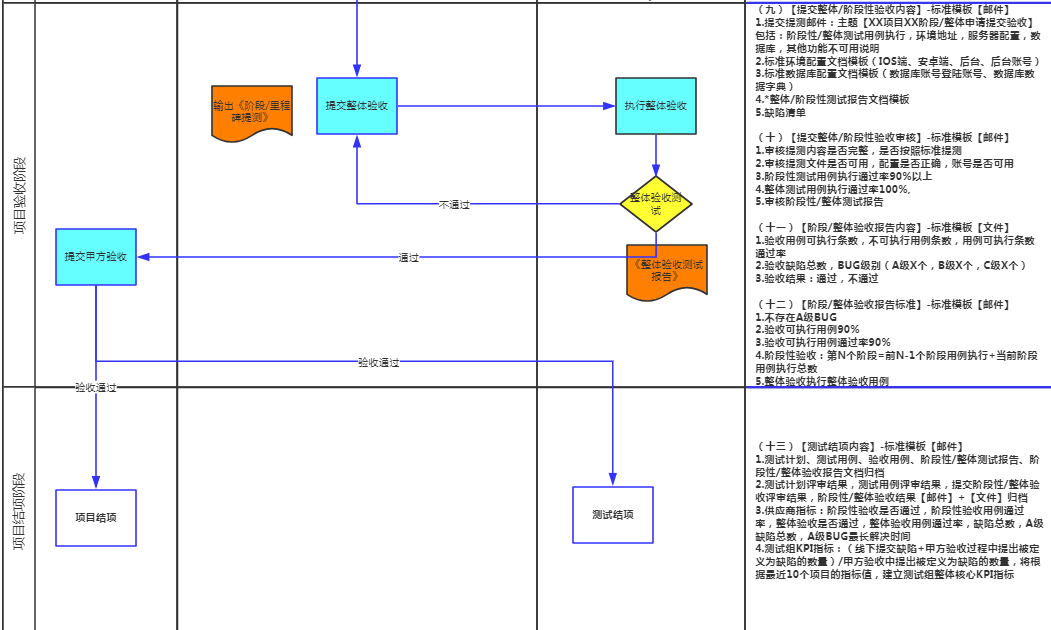 项目验收阶段
输出《阶段/里程
碑提测》
提交整体验收
执行整体验收
整体验收测
试
不通过
提交甲方验收
通过
《整体验收测试
报告》
验收通过
验收通过
项目结项阶段
项目结项
测试结项
（九）【提交整体/阶段性验收内容】-标准模板【邮件】
1.提交提测邮件：主题【XX项目XX阶段/整体申请提交验收】
包括：阶段性/整体测试用例执行，环境地址，服务器配置，数
据库，其他功能不可用说明
2.标准环境配置文档模板（IOS端、安卓端、后台、后台账号）
3.标准数据库配置文档模板（数据库账号登陆账号、数据库数
据字典）
4.*整体/阶段性测试报告文档模板
5.缺陷清单
（十）【提交整体/阶段性验收审核】-标准模板【邮件】
1.审核提测内容是否完整，是否按照标准提测
2.审核提测文件是否可用，配置是否正确，账号是否可用
3.阶段性测试用例执行通过率90%以上
4.整体测试用例执行通过率100%,
5.审核阶段性/整体测试报告
（十一）【阶段/整体验收报告内容】-标准模板【文件】
1.验收用例可执行条数，不可执行用例条数，用例可执行条数
通过率
2.验收缺陷总数，BUG级别（A级X个，B级X个，C级X个）
3.验收结果：通过，不通过
（十二）【阶段/整体验收报告标准】-标准模板【邮件】
1.不存在A级BUG
2.验收可执行用例90%
3.验收可执行用例通过率90%
4.阶段性验收：第N个阶段=前N-1个阶段用例执行+当前阶段
用例执行总数
5.整体验收执行整体验收用例
（十三）【测试结项内容】-标准模板【邮件】
1.测试计划、测试用例、验收用例、阶段性/整体测试报告、阶
段性/整体验收报告文档归档
2.测试计划评审结果，测试用例评审结果，提交阶段性/整体验
收评审结果，阶段性/整体验收结果【邮件】+【文件】归档
3.供应商指标：阶段性验收是否通过，阶段性验收用例通过
率，整体验收是否通过，整体验收用例通过率，缺陷总数，A级
缺陷总数，A级BUG最长解决时间
4.测试组KPI指标：（线下提交缺陷+甲方验收过程中提出被定
义为缺陷的数量）/甲方验收中提出被定义为缺陷的数量，将根
据最近10个项目的指标值，建立测试组整体核心KPI指标